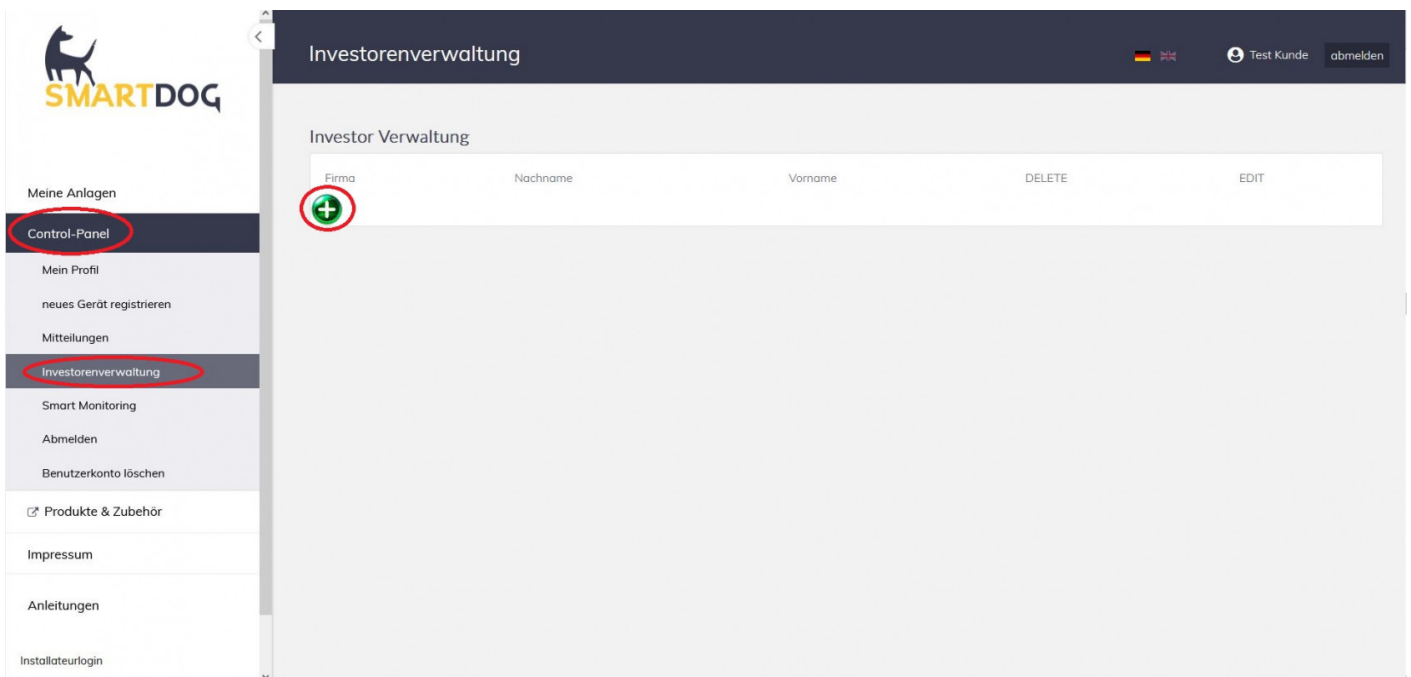 SMARTDOG
Meine Anlagen
Control-Panel
Mein Profil
neues Gerät registrieren
Mitteilungen
Investorenverwaltung
Smart Monitoring
Abmelden
Benutzerkonto löschen
Produkte & Zubehör
Impressum
Anleitungen
Installateurlogin
Investorenverwaltung
Test Kunde abmelden
Investor Verwaltung
Firma Nachname Vorname DELETE EDIT